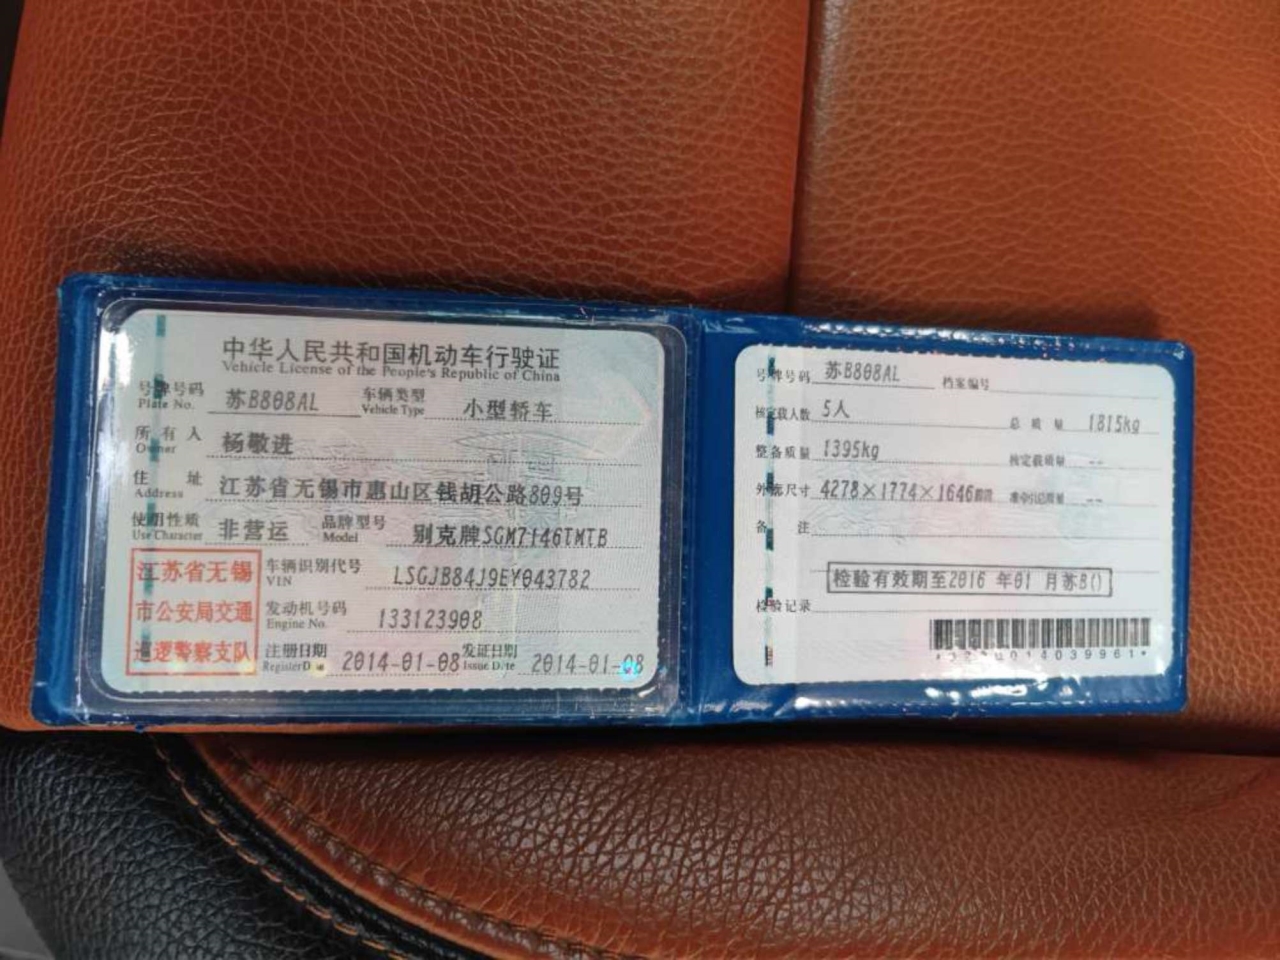 中华人民共和国机动车行驶证
Vehicle License of the People's Republic of China
号牌号码 苏B808AL 车辆类型 小型轿车
Plate No. Vehicle Type
所有人 杨敬进
Owner
住址 江苏省无锡市惠山区钱胡公路809号
Address
使用性质 非营运 品牌型号 别克牌SGM7146TMTB
Use Character Model
江苏省无锡
市公安局交通
巡逻警察支队
车辆识别代号 LSGJB84J9EY043782
VIN
发动机号码 133123908
Engine No.
注册日期 2014-01-08 发证日期 2014-01-08
Register Date Issue Date
号牌号码 苏B808AL 档案编号
核定载人数 5人 总质量 1815kg
整备质量 1395kg 核定载质量 --
外廓尺寸 4278×1774×1646mm 准牵引总质量 --
备注
检验有效期至2016 年01 月苏B()
检验记录